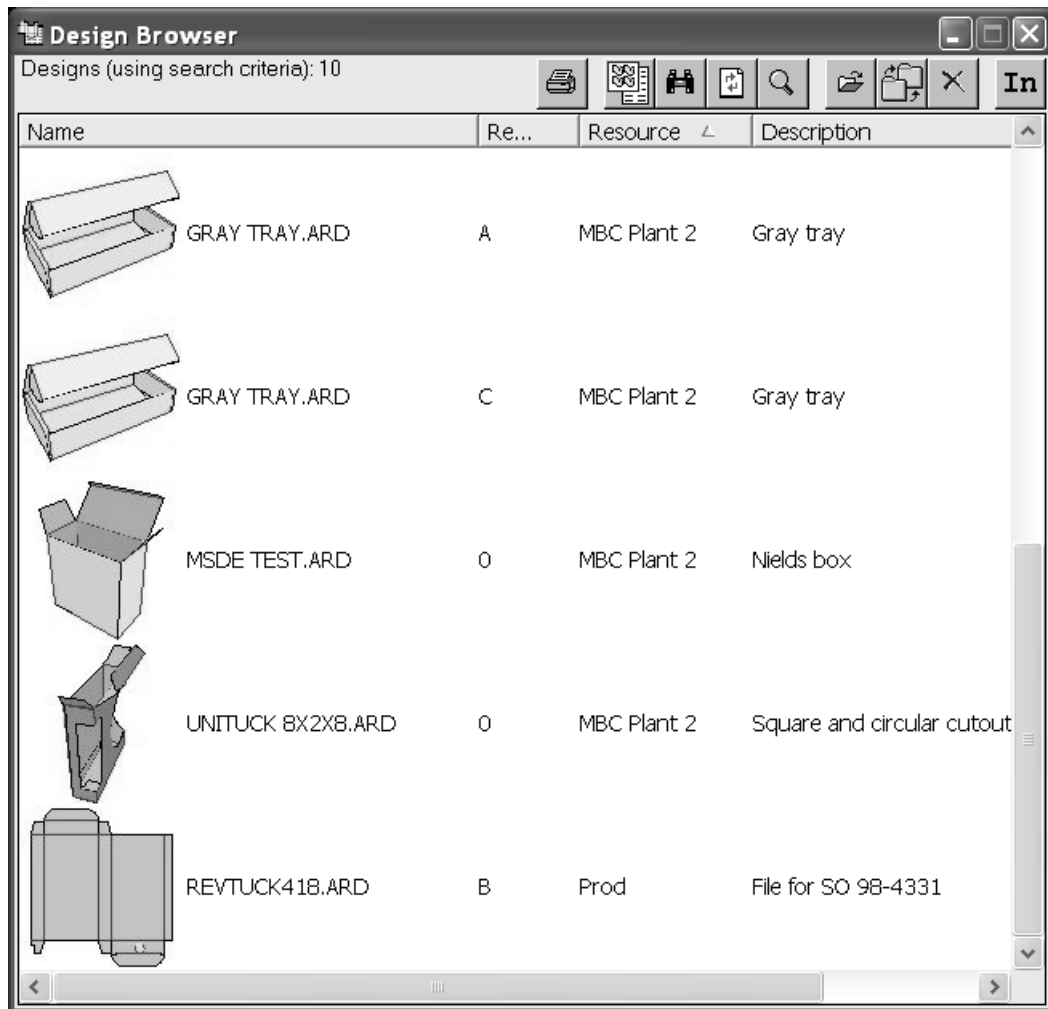 Design Browser
Designs (using search criteria): 10
In
Name Re... Resource Description
GRAY TRAY.ARD A MBC Plant 2 Gray tray
GRAY TRAY.ARD C MBC Plant 2 Gray tray
MSDE TEST.ARD 0 MBC Plant 2 Nields box
UNITUCK 8X2X8.ARD 0 MBC Plant 2 Square and circular cutout
REVTUCK418.ARD B Prod File for SO 98-4331